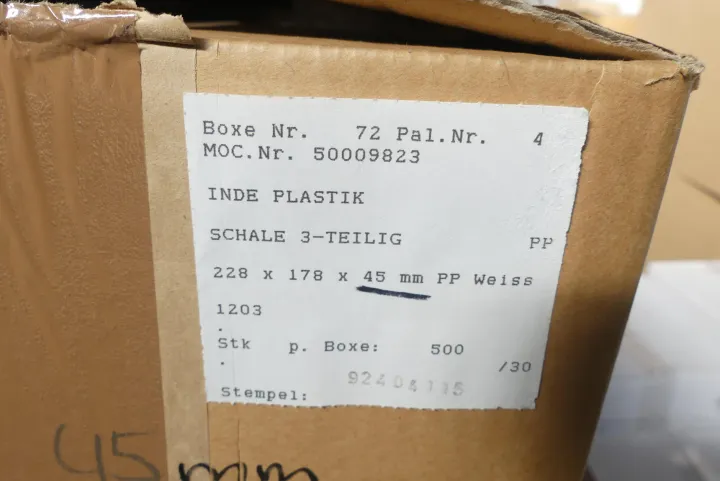 Boxe Nr. 72 Pal.Nr. 4
MOC.Nr. 50009823
INDE PLASTIK
SCHALE 3-TEILIG PP
228 x 178 x 45 mm PP Weiss
1203
.
Stk p. Boxe: 500 /30
.
92404115
Stempel:
45 mm